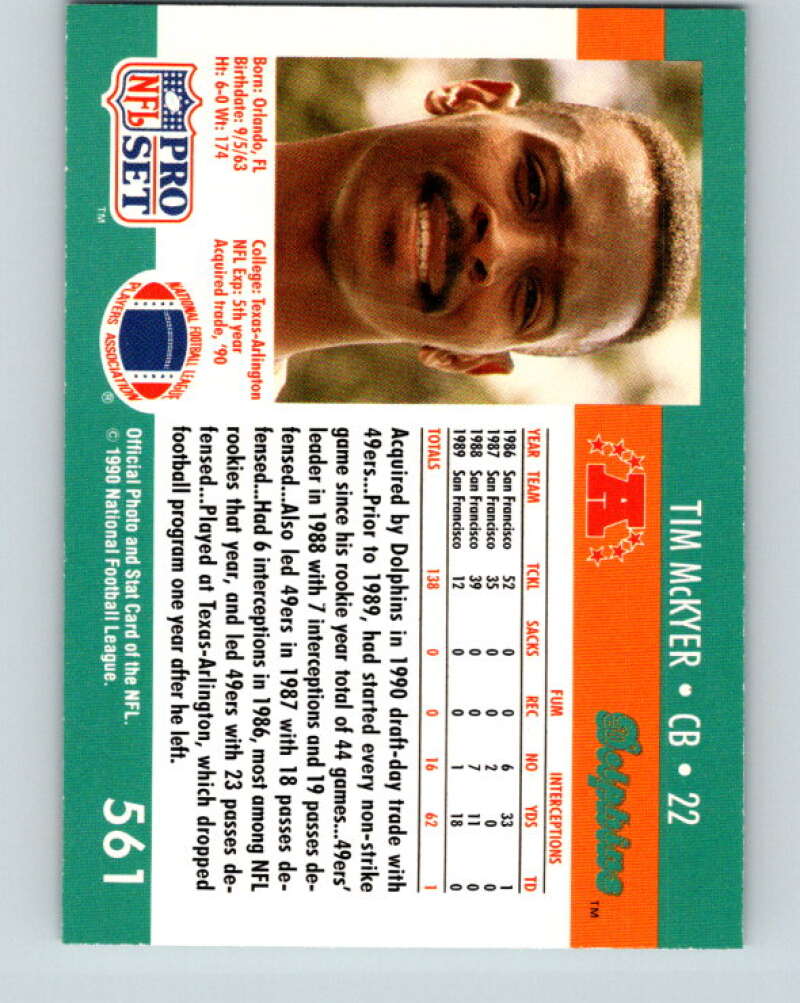 TIM McKYER • CB • 22
A
Dolphins TM
Born: Orlando, FL
Birthdate: 9/5/63
Ht: 6-0 Wt: 174
College: Texas-Arlington
NFL Exp: 5th year
Acquired trade, '90
NFL
PRO
SET
TM
NATIONAL FOOTBALL LEAGUE
PLAYERS ASSOCIATION
®
FUM INTERCEPTIONS
YEAR TEAM TCKL SACKS REC NO YDS TD
1986 San Francisco 52 0 0 6 33 1
1987 San Francisco 35 0 0 2 0 0
1988 San Francisco 39 0 0 7 11 0
1989 San Francisco 12 0 0 1 18 0
TOTALS 138 0 0 16 62 1
Acquired by Dolphins in 1990 draft-day trade with
49ers...Prior to 1989, had started every non-strike
game since his rookie year total of 44 games...49ers'
leader in 1988 with 7 interceptions and 19 passes de-
fensed...Also led 49ers in 1987 with 18 passes de-
fensed...Had 6 interceptions in 1986, most among NFL
rookies that year, and led 49ers with 23 passes de-
fensed...Played at Texas-Arlington, which dropped
football program one year after he left.
Official Photo and Stat Card of the NFL.
© 1990 National Football League.
561